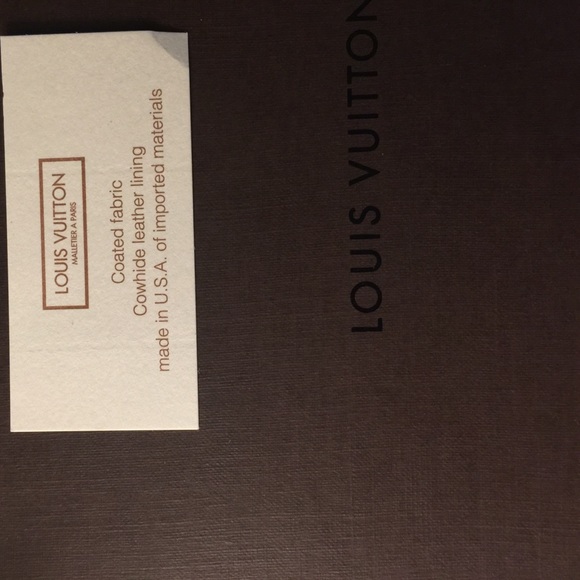 LOUIS VUITTON
MALLETIER À PARIS
Coated fabric
Cowhide leather lining
made in U.S.A. of imported materials
LOUIS VUITTON